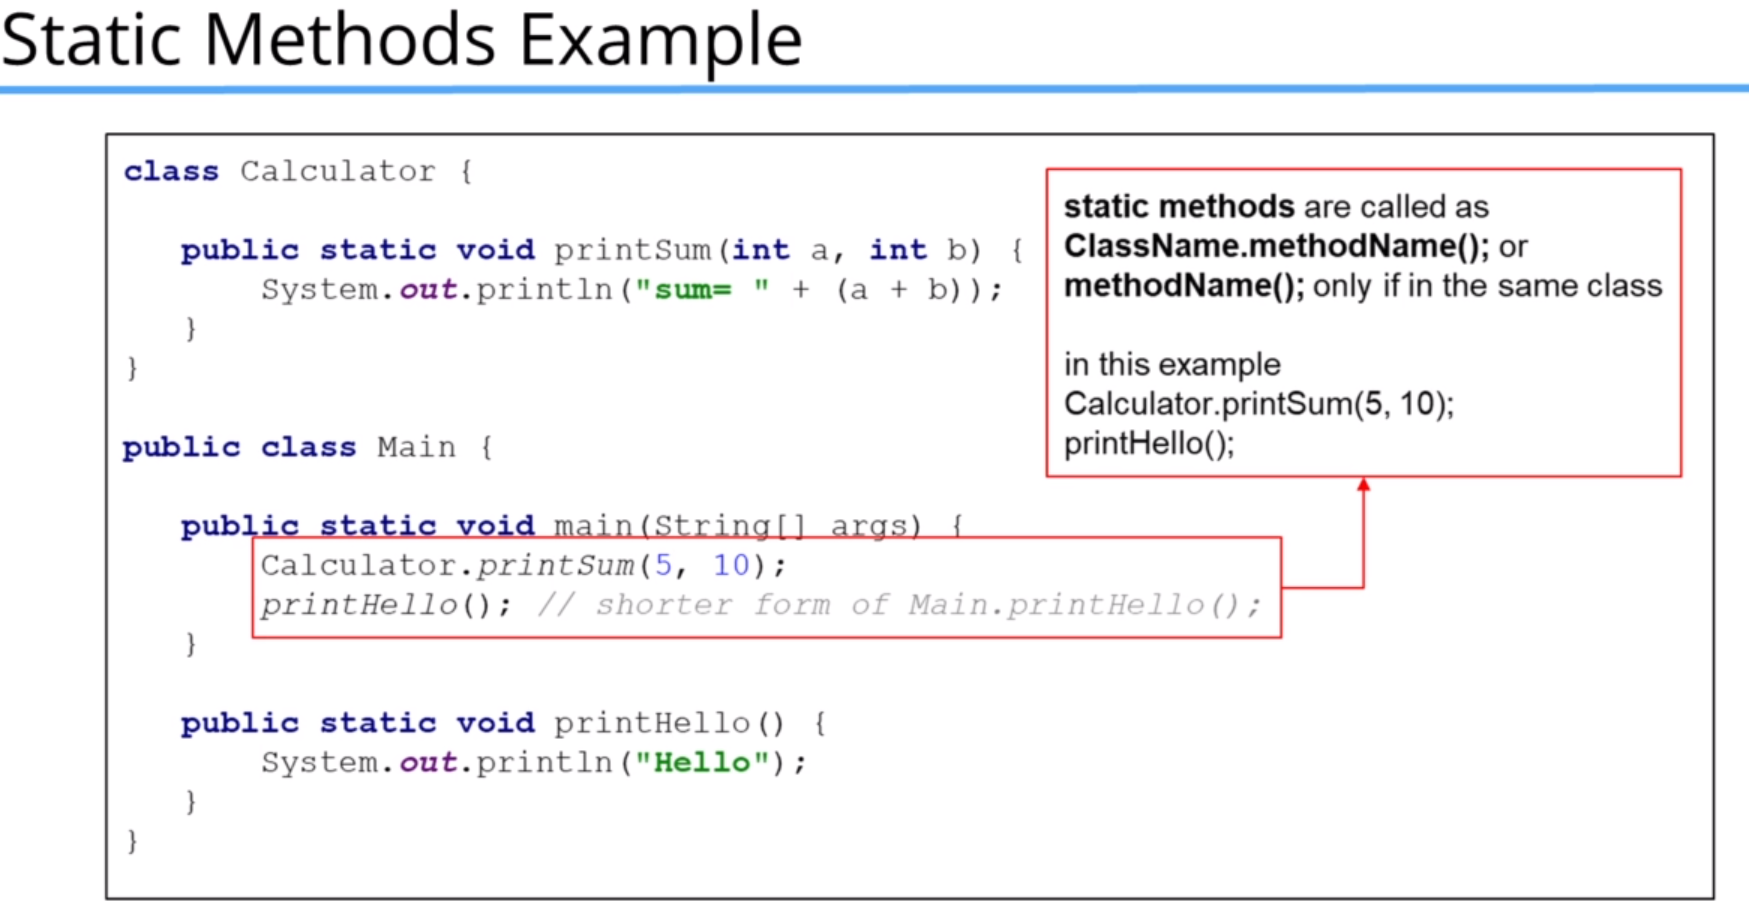 Static Methods Example
class Calculator {
public static void printSum(int a, int b) {
System.out.println("sum= " + (a + b));
}
}
public class Main {
public static void main(String[] args) {
Calculator.printSum(5, 10);
printHello(); // shorter form of Main.printHello();
}
public static void printHello() {
System.out.println("Hello");
}
}
static methods are called as
ClassName.methodName(); or
methodName(); only if in the same class
in this example
Calculator.printSum(5, 10);
printHello();